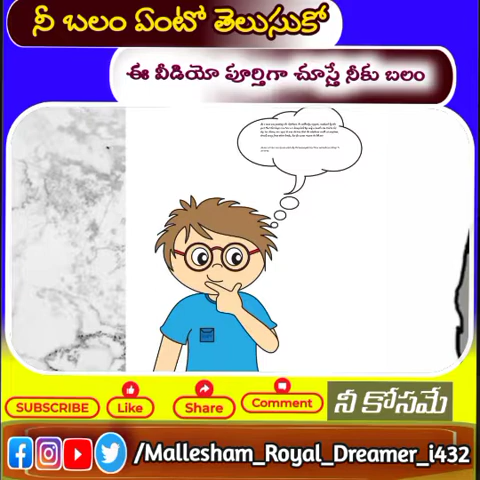 నీ బలం ఏంటో తెలుసుకో
ఈ వీడియో పూర్తిగా చూస్తే నీకు బలం
SUBSCRIBE
Like
Share
Comment
నీ కోసమే
/Mallesham_Royal_Dreamer_i432